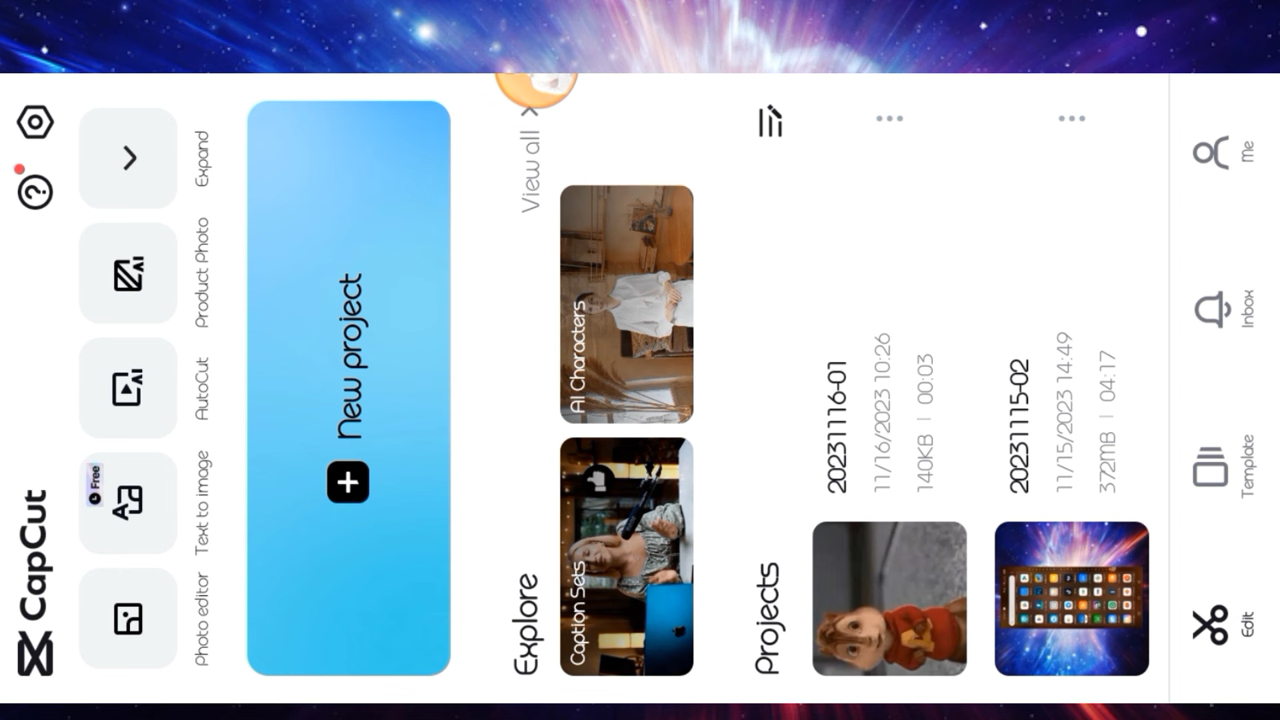 CapCut
Free
Photo editor
Text to image
AutoCut
Product Photo
Expand
New project
Explore
View all
Caption Sets
AI Characters
Projects
20231116-01
11/16/2023 10:26
140KB | 00:03
20231115-02
11/15/2023 14:49
372MB | 04:17
Edit
Template
Inbox
Me